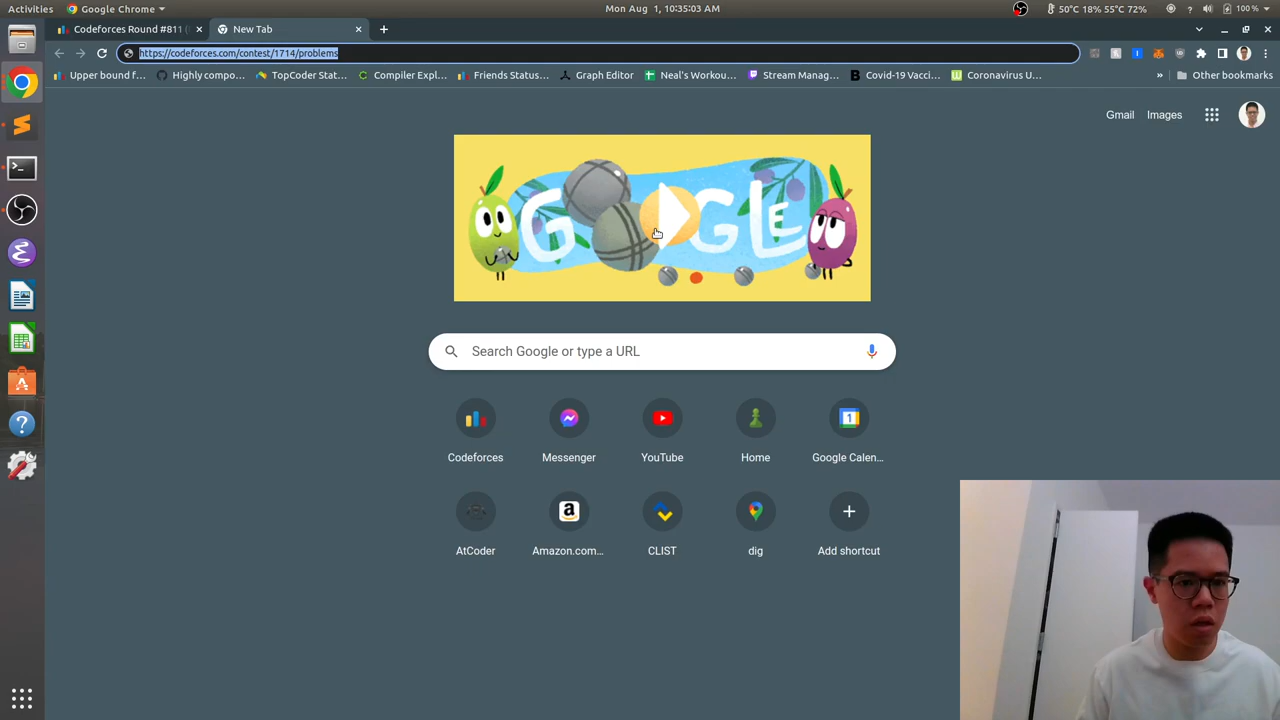 Activities Google Chrome Mon Aug 1, 10:35:03 AM 50°C 18% 55°C 72% ? 100 %
Codeforces Round #811 ( New Tab
https://codeforces.com/contest/1714/problems
Upper bound f... Highly compo... TopCoder Stat... Compiler Expl... Friends Status... Graph Editor Neal's Workou... Stream Manag... Covid-19 Vacci... Coronavirus U... » Other bookmarks
Gmail Images
GOOGLE
Search Google or type a URL
1
Codeforces Messenger YouTube Home Google Calen...
a
AtCoder Amazon.com... CLIST dig Add shortcut